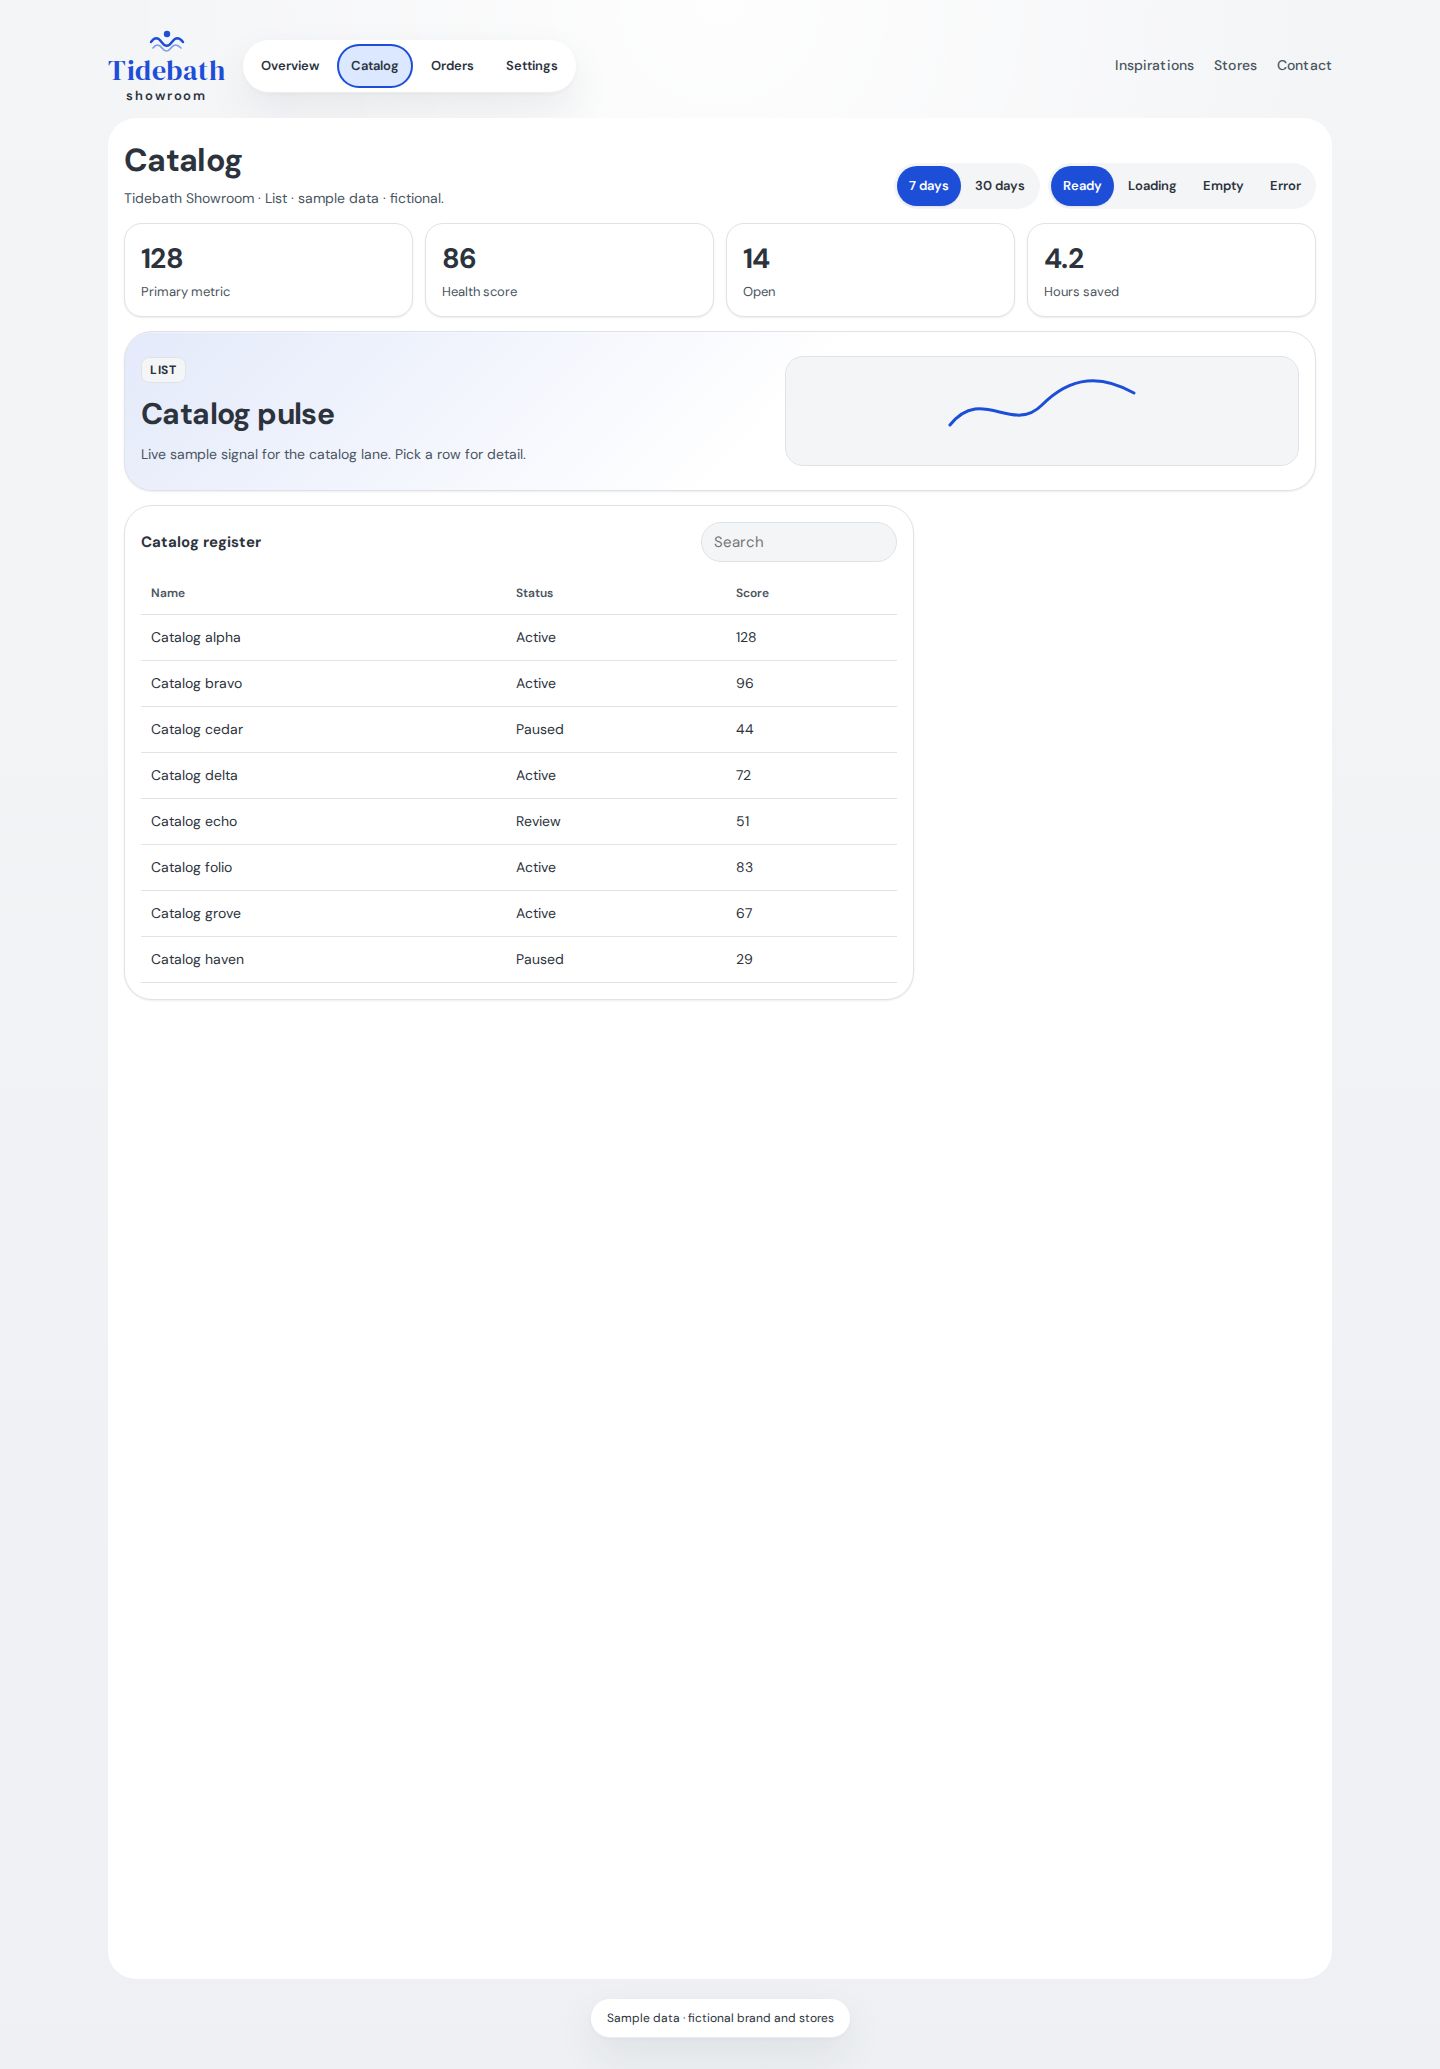 Tidebath
showroom
Overview Catalog Orders Settings
Inspirations Stores Contact
Catalog
Tidebath Showroom · List · sample data · fictional.
7 days 30 days
Ready Loading Empty Error
128
Primary metric
86
Health score
14
Open
4.2
Hours saved
LIST
Catalog pulse
Live sample signal for the catalog lane. Pick a row for detail.
Catalog register
Search
Name Status Score
Catalog alpha Active 128
Catalog bravo Active 96
Catalog cedar Paused 44
Catalog delta Active 72
Catalog echo Review 51
Catalog folio Active 83
Catalog grove Active 67
Catalog haven Paused 29
Sample data · fictional brand and stores